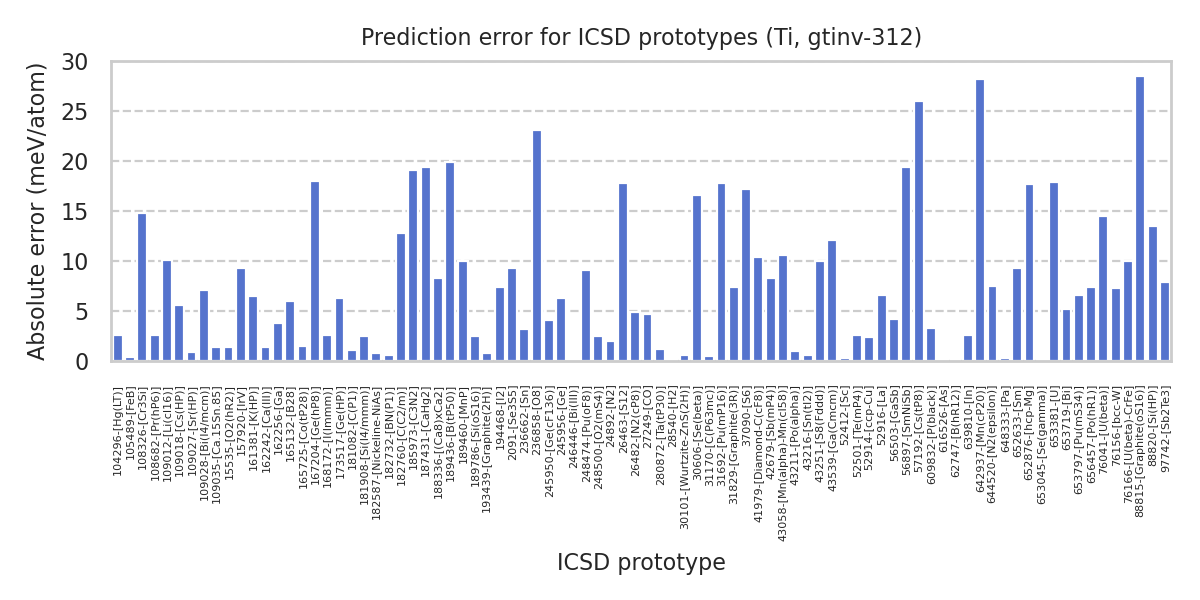 Prediction error for ICSD prototypes (Ti, gtinv-312)
Absolute error (meV/atom)
30
25
20
15
10
5
0
104296-[Hg(LT)]
105489-[FeB]
108326-[Cr3Si]
108682-[Pr(hP6)]
109012-[Li(cI16)]
109018-[Cs(HP)]
109027-[Sr(HP)]
109028-[Bi(I4/mcm)]
109035-[Ca.15Sn.85]
15535-[O2(hR2)]
157920-[IrV]
161381-[K(HP)]
162242-[Ca(III)]
162256-[Ga]
165132-[B28]
165725-[Co(tP28)]
167204-[Ge(hP8)]
168172-[I(Immm)]
173517-[Ge(HP)]
181082-[C(P1)]
181908-[Si(I4/mmm)]
182587-[Nickeline-NiAs]
182732-[BN(P1)]
182760-[C(C2/m)]
185973-[C3N2]
187431-[CaHg2]
188336-[(Ca8)xCa2]
189436-[B(tP50)]
189460-[MnP]
189786-[Si(oS16)]
193439-[Graphite(2H)]
194468-[I2]
2091-[Se3S5]
236662-[Sn]
236858-[O8]
245950-[Ge(cF136)]
245956-[Ge]
246446-[Bi(III)]
248474-[Pu(oF8)]
248500-[O2(mS4)]
24892-[N2]
26463-[S12]
26482-[N2(cP8)]
27249-[CO]
280872-[Ta(tP30)]
28540-[H2]
30101-[Wurtzite-ZnS(2H)]
30606-[Se(beta)]
31170-[C(P63mc)]
31692-[Pu(mP16)]
31829-[Graphite(3R)]
37090-[S6]
41979-[Diamond-C(cF8)]
42679-[Sb(mP4)]
43058-[Mn(alpha)-Mn(cI58)]
43211-[Po(alpha)]
43216-[Sn(tI2)]
43251-[S8(Fddd)]
43539-[Ga(Cmcm)]
52412-[Sc]
52501-[Te(mP4)]
52914-[ccp-Cu]
52916-[La]
56503-[GaSb]
56897-[SmNiSb]
57192-[Cs(tP8)]
609832-[P(black)]
616526-[As]
62747-[B(hR12)]
639810-[In]
642937-[Mn(cP20)]
644520-[N2(epsilon)]
648333-[Pa]
652633-[Sm]
652876-[hcp-Mg]
653045-[Se(gamma)]
653381-[U]
653719-[Bi]
653797-[Pu(mS34)]
656457-[Po(hR1)]
76041-[U(beta)]
76156-[bcc-W]
76166-[U(beta)-CrFe]
88815-[Graphite(oS16)]
88820-[Si(HP)]
97742-[Sb2Te3]
ICSD prototype